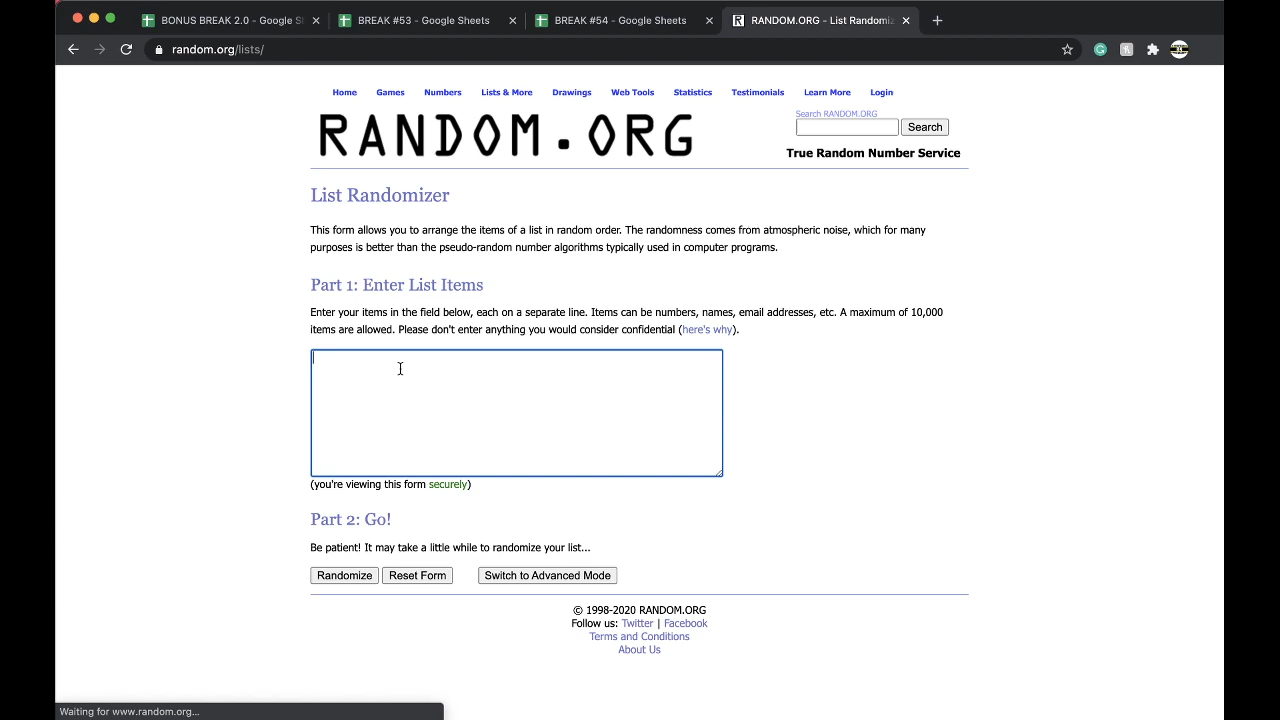 BONUS BREAK 2.0 - Google S
BREAK #53 - Google Sheets
BREAK #54 - Google Sheets
RANDOM.ORG - List Randomiz
random.org/lists/
Home Games Numbers Lists & More Drawings Web Tools Statistics Testimonials Learn More Login
RANDOM.ORG
Search RANDOM.ORG
Search
True Random Number Service
List Randomizer
This form allows you to arrange the items of a list in random order. The randomness comes from atmospheric noise, which for many
purposes is better than the pseudo-random number algorithms typically used in computer programs.
Part 1: Enter List Items
Enter your items in the field below, each on a separate line. Items can be numbers, names, email addresses, etc. A maximum of 10,000
items are allowed. Please don't enter anything you would consider confidential (here's why).
(you're viewing this form securely)
Part 2: Go!
Be patient! It may take a little while to randomize your list...
Randomize Reset Form Switch to Advanced Mode
© 1998-2020 RANDOM.ORG
Follow us: Twitter | Facebook
Terms and Conditions
About Us
Waiting for www.random.org...